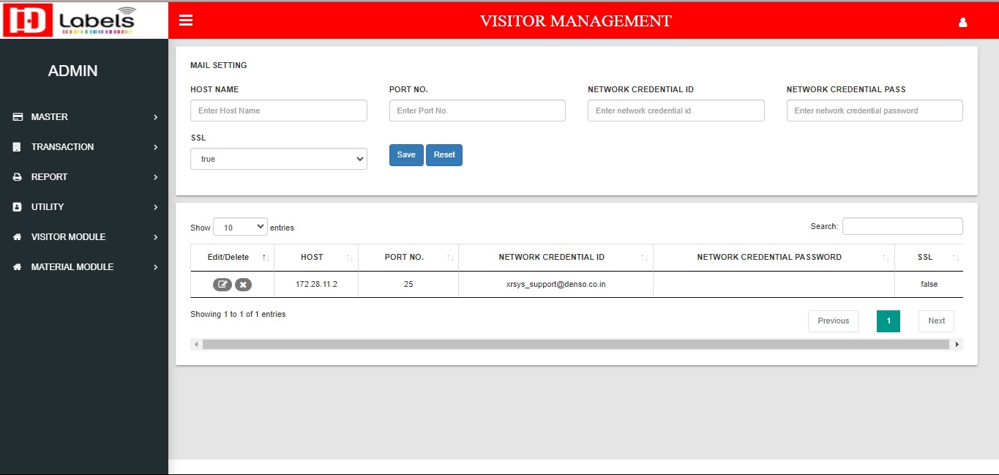 iD Labels
VISITOR MANAGEMENT
ADMIN
MASTER
TRANSACTION
REPORT
UTILITY
VISITOR MODULE
MATERIAL MODULE
MAIL SETTING
HOST NAME PORT NO. NETWORK CREDENTIAL ID NETWORK CREDENTIAL PASS
Enter Host Name Enter Port No. Enter network credential id. Enter network credential password
SSL
true Save Reset
Show 10 entries Search:
Edit/Delete HOST PORT NO. NETWORK CREDENTIAL ID NETWORK CREDENTIAL PASSWORD SSL
172.28.11.2 25 xrsys_support@denso.co.in false
Showing 1 to 1 of 1 entries
Previous 1 Next